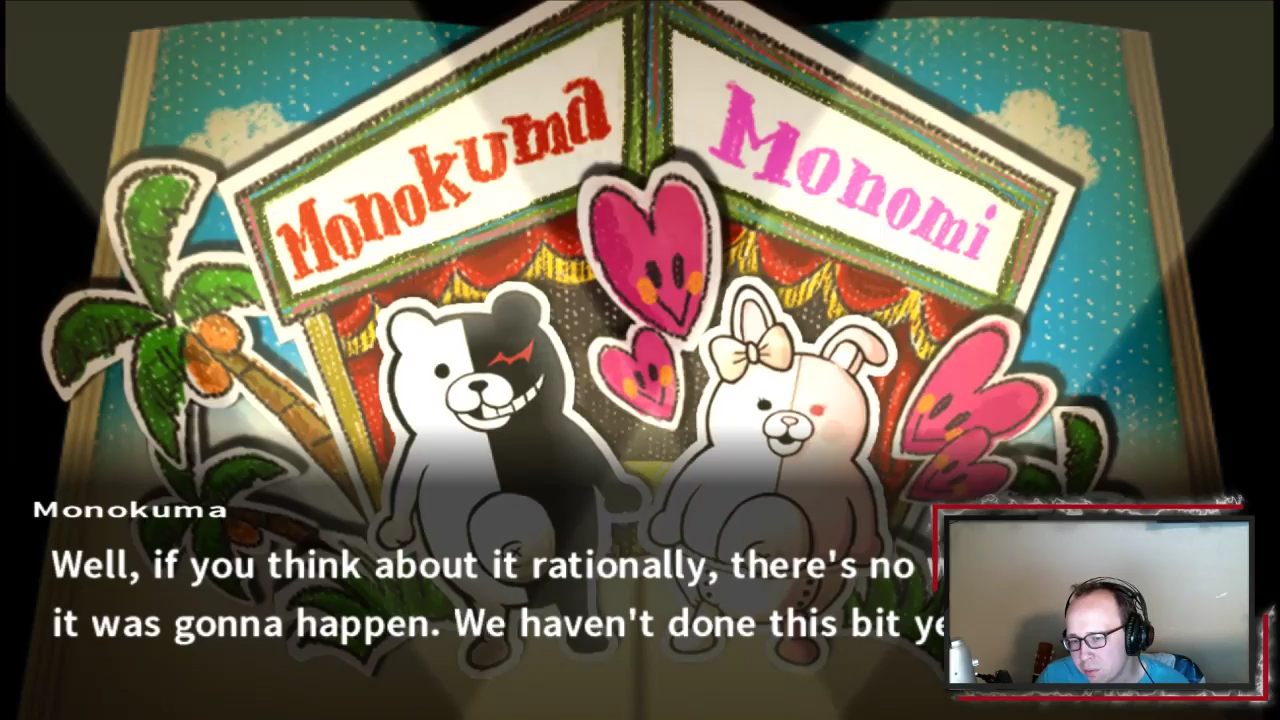 Monokuma
Monomi
Monokuma
Well, if you think about it rationally, there's no
it was gonna happen. We haven't done this bit